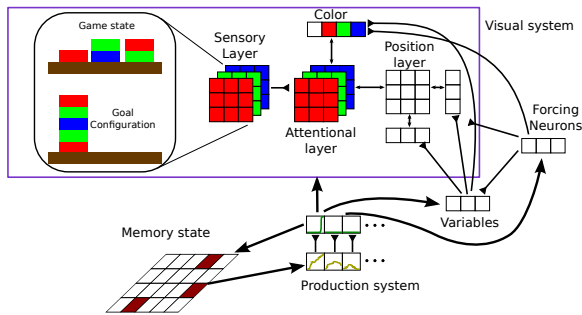 Game state
Goal
Configuration
Sensory
Layer
Color
Attentional
layer
Position
layer
Visual system
Forcing
Neurons
Variables
Memory state
Production system